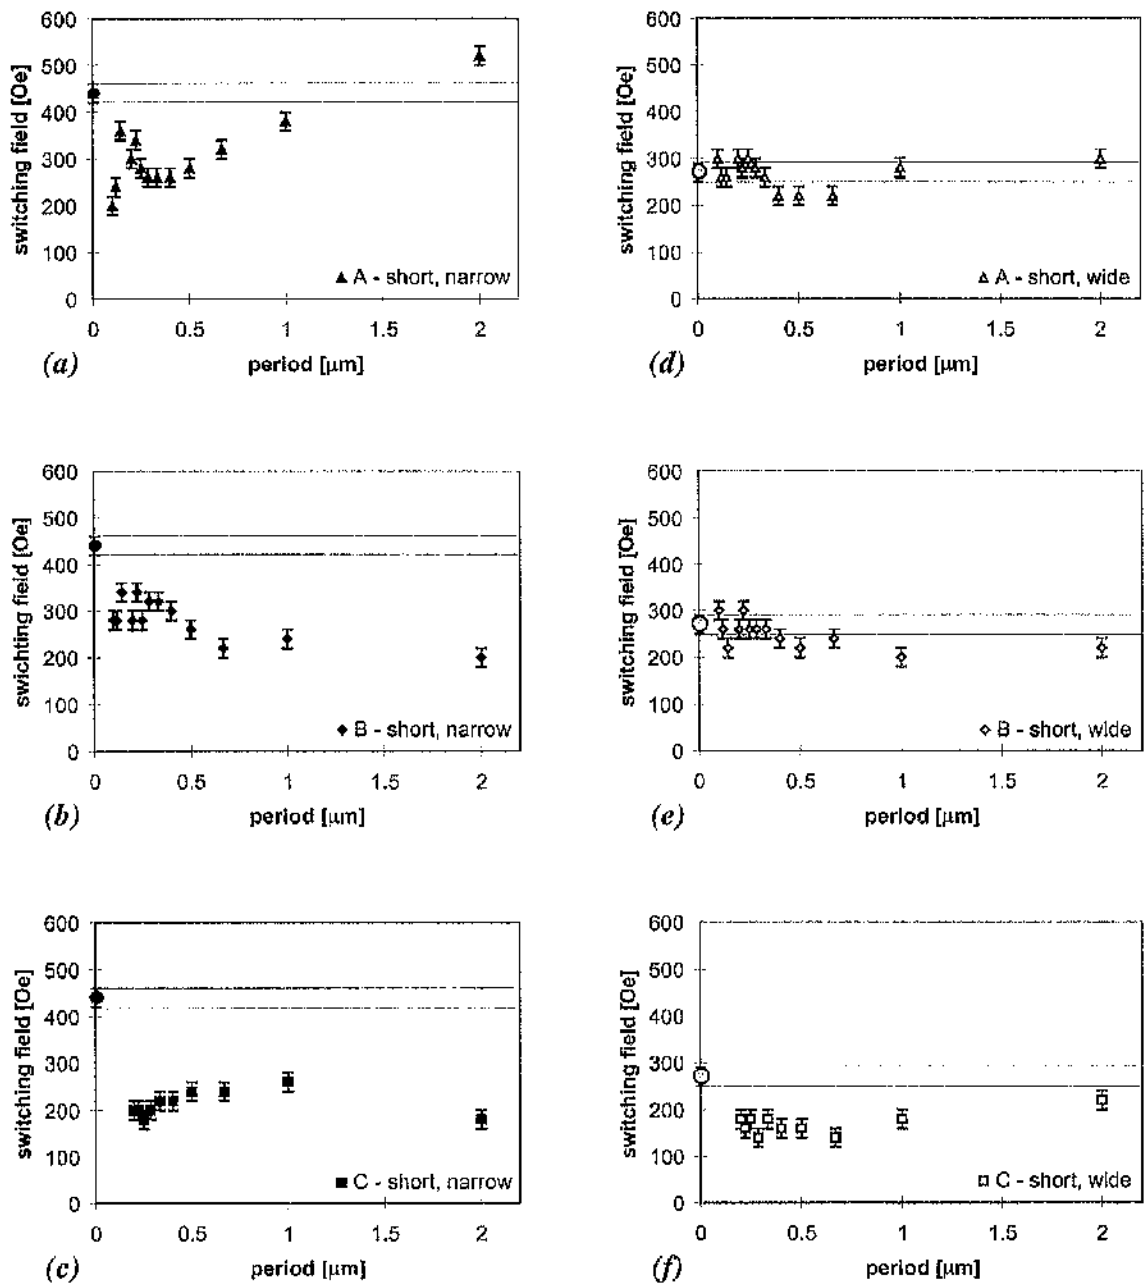 600
500
400
300
200
100
0
switching field [Oe]
▲ A - short, narrow
0 0.5 1 1.5 2
(a) period [μm]
600
500
400
300
200
100
0
switching field [Oe]
△ A - short, wide
0 0.5 1 1.5 2
(d) period [μm]
600
500
400
300
200
100
0
swichting field [Oe]
◆ B - short, narrow
0 0.5 1 1.5 2
(b) period [μm]
600
500
400
300
200
100
0
switching field [Oe]
◇ B - short, wide
0 0.5 1 1.5 2
(e) period [μm]
600
500
400
300
200
100
0
switching field [Oe]
■ C - short, narrow
0 0.5 1 1.5 2
(c) period [μm]
600
500
400
300
200
100
0
switching field [Oe]
□ C - short, wide
0 0.5 1 1.5 2
(f) period [μm]